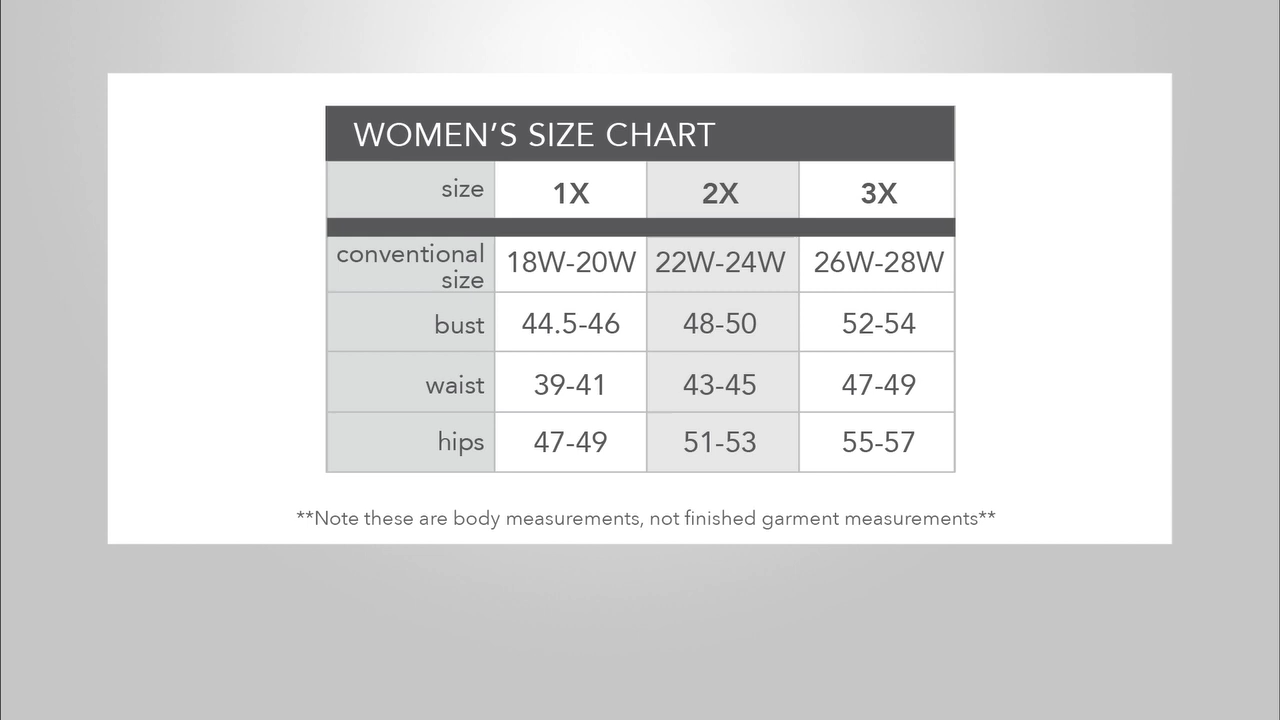 WOMEN’S SIZE CHART
size 1X 2X 3X
conventional size 18W-20W 22W-24W 26W-28W
bust 44.5-46 48-50 52-54
waist 39-41 43-45 47-49
hips 47-49 51-53 55-57
**Note these are body measurements, not finished garment measurements**